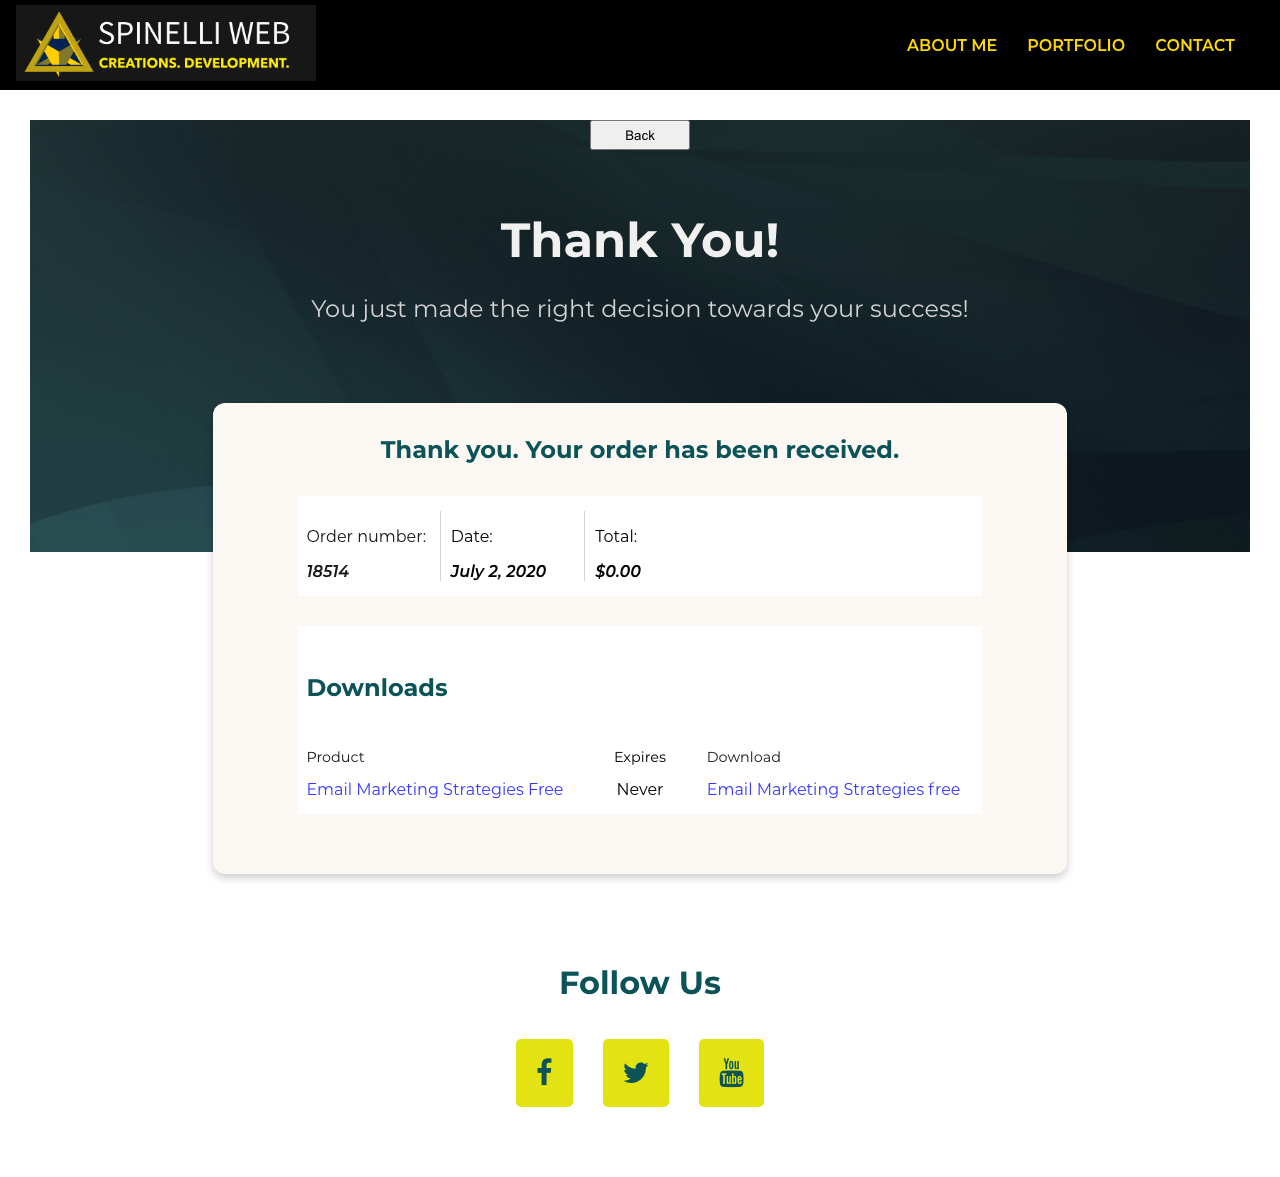 SPINELLI WEB
CREATIONS. DEVELOPMENT.
ABOUT ME PORTFOLIO CONTACT
Back
Thank You!
You just made the right decision towards your success!
Thank you. Your order has been received.
Order number: Date: Total:
18514 July 2, 2020 $0.00
Downloads
Product Expires Download
Email Marketing Strategies Free Never Email Marketing Strategies free
Follow Us
You
Tube